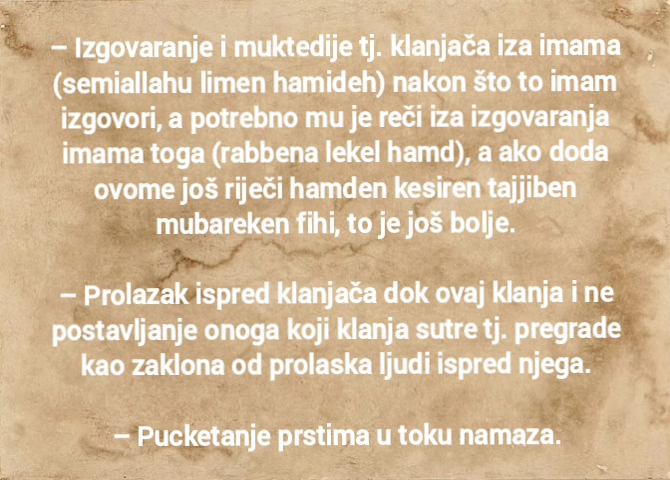 – Izgovaranje i muktedije tj. klanjača iza imama
(semiallahu limen hamideh) nakon što to imam
izgovori, a potrebno mu je reči iza izgovaranja
imama toga (rabbena lekel hamd), a ako doda
ovome još riječi hamden kesiren tajjiben
mubareken fihi, to je još bolje.
– Prolazak ispred klanjača dok ovaj klanja i ne
postavljanje onoga koji klanja sutre tj. pregrade
kao zaklona od prolaska ljudi ispred njega.
– Pucketanje prstima u toku namaza.